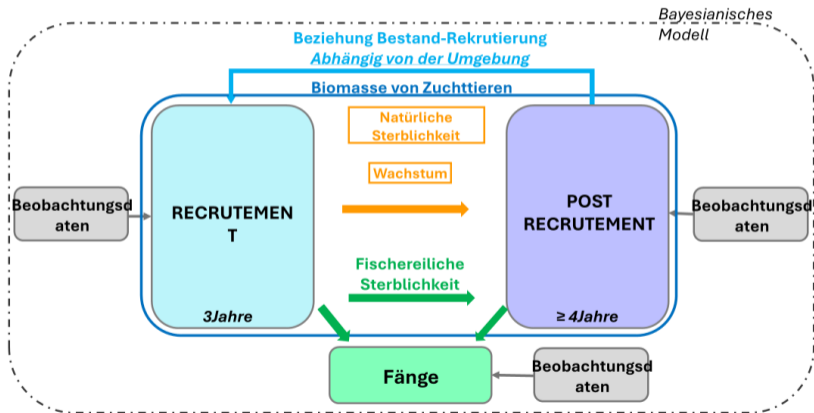 Bayesianisches
Modell
Beziehung Bestand-Rekrutierung
Abhängig von der Umgebung
Biomasse von Zuchttieren
Natürliche
Sterblichkeit
Wachstum
Beobachtungsd
aten
RECRUTEMEN
T
POST
RECRUTEMENT
Beobachtungsd
aten
Fischereiliche
Sterblichkeit
3Jahre
≥ 4Jahre
Fänge
Beobachtungsd
aten